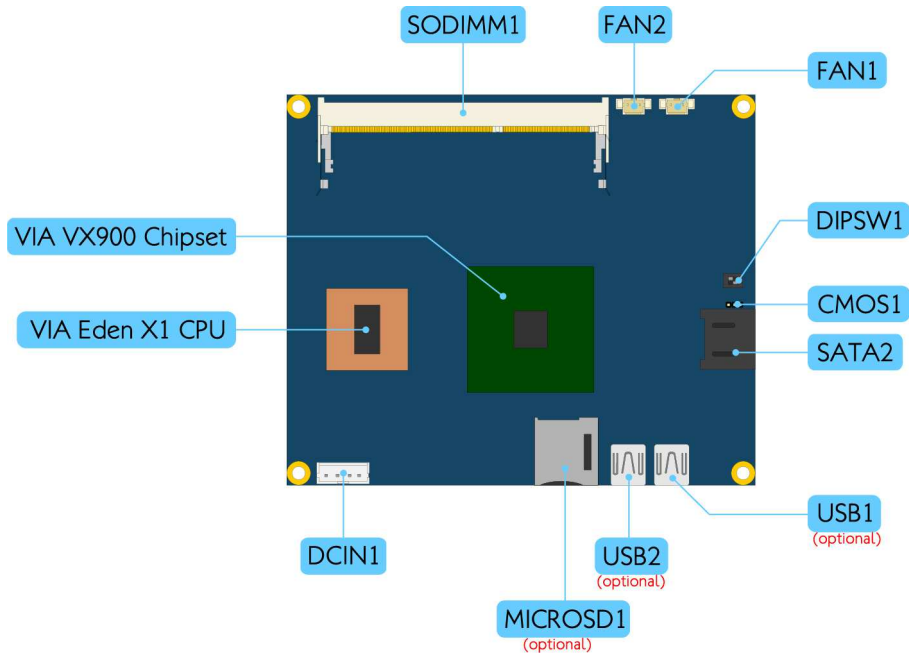 SODIMM1
FAN2
FAN1
VIA VX900 Chipset
DIPSW1
VIA Eden X1 CPU
CMOS1
SATA2
DCIN1
USB2
(optional)
USB1
(optional)
MICROSD1
(optional)